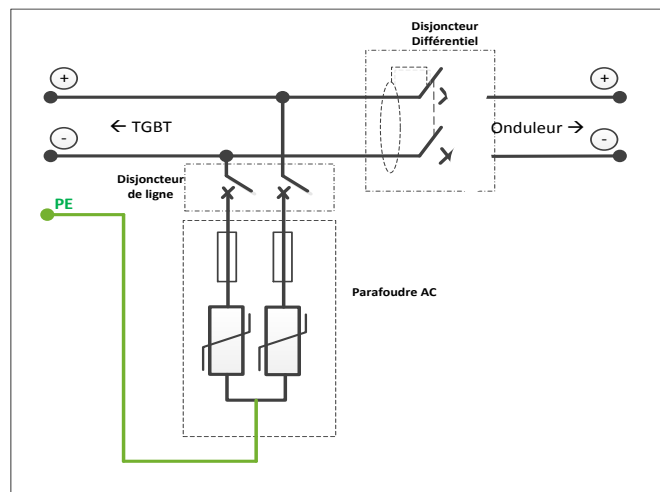 Disjoncteur
Différentiel
+
+
← TGBT
Onduleur →
-
-
Disjoncteur
de ligne
PE
Parafoudre AC